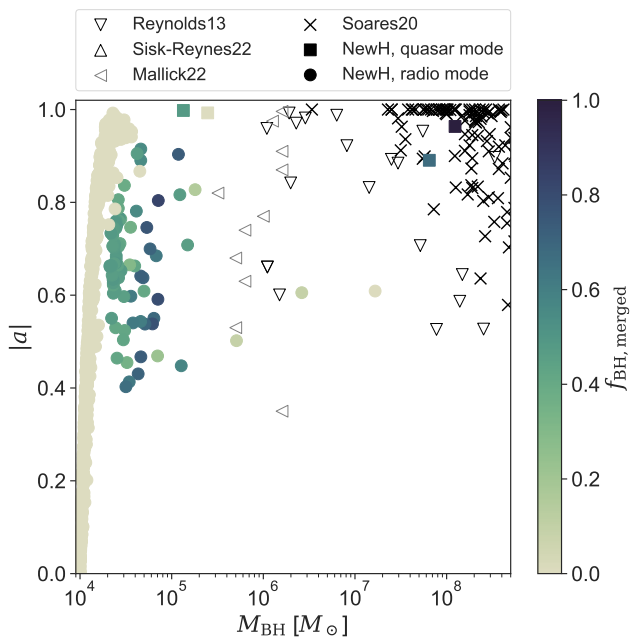 Reynolds13
Sisk-Reynes22
Mallick22
Soares20
NewH, quasar mode
NewH, radio mode
1.0
0.8
0.6
0.4
0.2
0.0
|a|
10^4
10^5
10^6
10^7
10^8
M_BH [M_⊙]
1.0
0.8
0.6
0.4
0.2
0.0
f_BH, merged